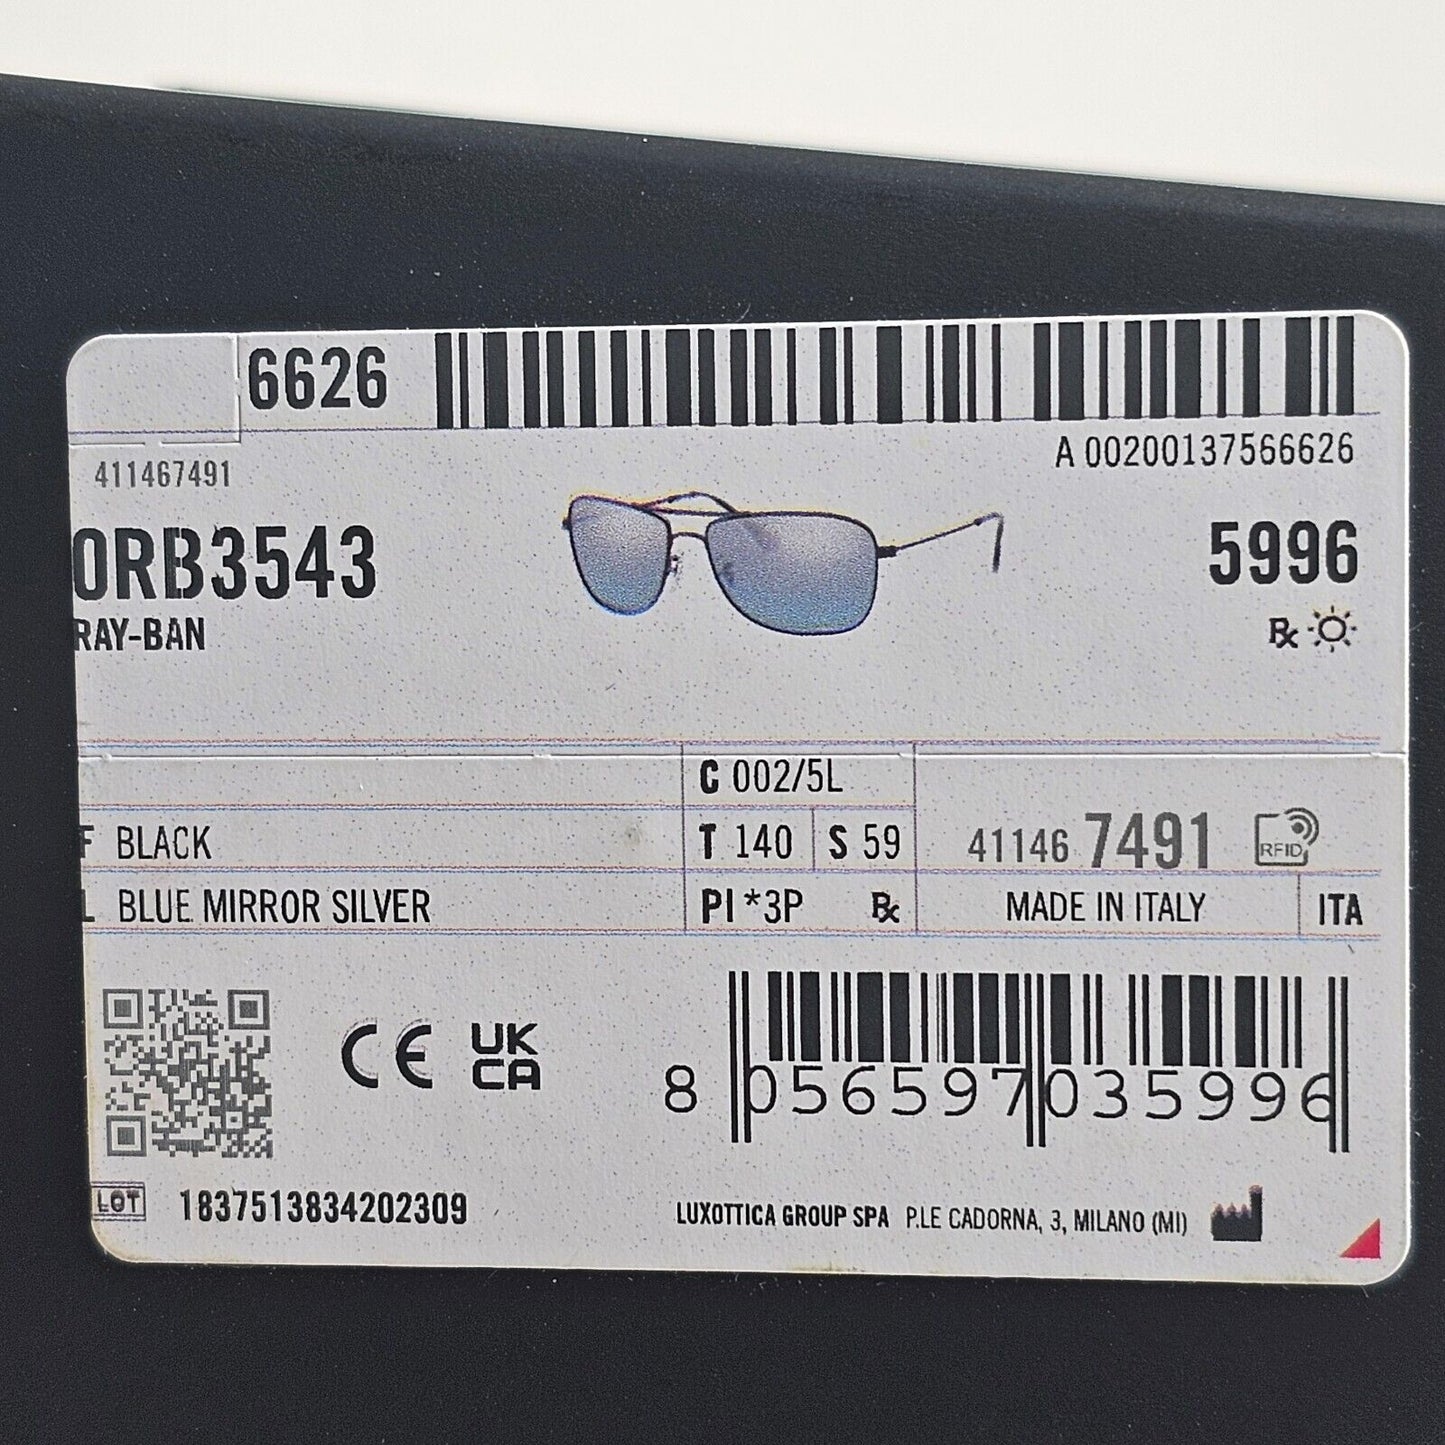 6626
A 00200137566626
411467491
0RB3543
5996
RAY-BAN
Rx
C 002/5L
F BLACK
T 140 S 59
41146 7491 RFID
L BLUE MIRROR SILVER
PI *3P Rx
MADE IN ITALY ITA
CE UK CA
8 056597 035996
LOT 1837513834202309
LUXOTTICA GROUP SPA P.LE CADORNA, 3, MILANO (MI)